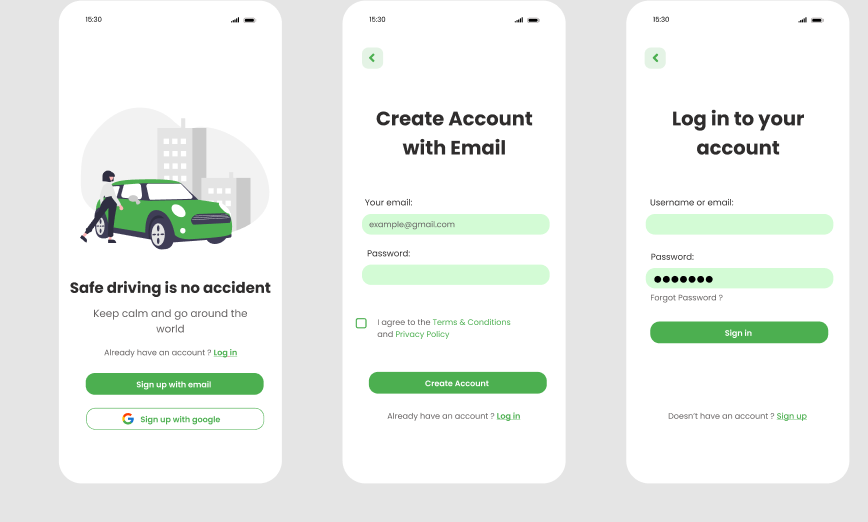 15:30
Safe driving is no accident
Keep calm and go around the
world
Already have an account ? Log in
Sign up with email
Sign up with google
15:30
Create Account
with Email
Your email:
example@gmail.com
Password:
I agree to the Terms & Conditions
and Privacy Policy
Create Account
Already have an account ? Log in
15:30
Log in to your
account
Username or email:
Password:
Forgot Password ?
Sign in
Doesn't have an account ? Sign up